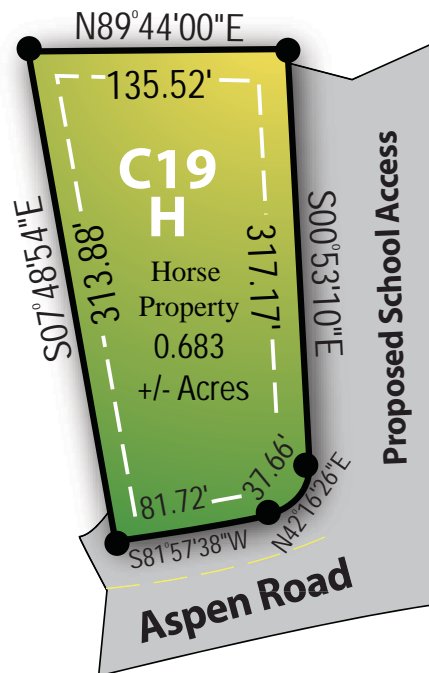 N89°44'00"E
135.52'
C19
H
Horse
Property
0.683
+/- Acres
S07°48'54"E
313.88'
317.17'
S00°53'10"E
Proposed School Access
81.72'
37.66'
S81°57'38"W
N42°16'26"E
Aspen Road